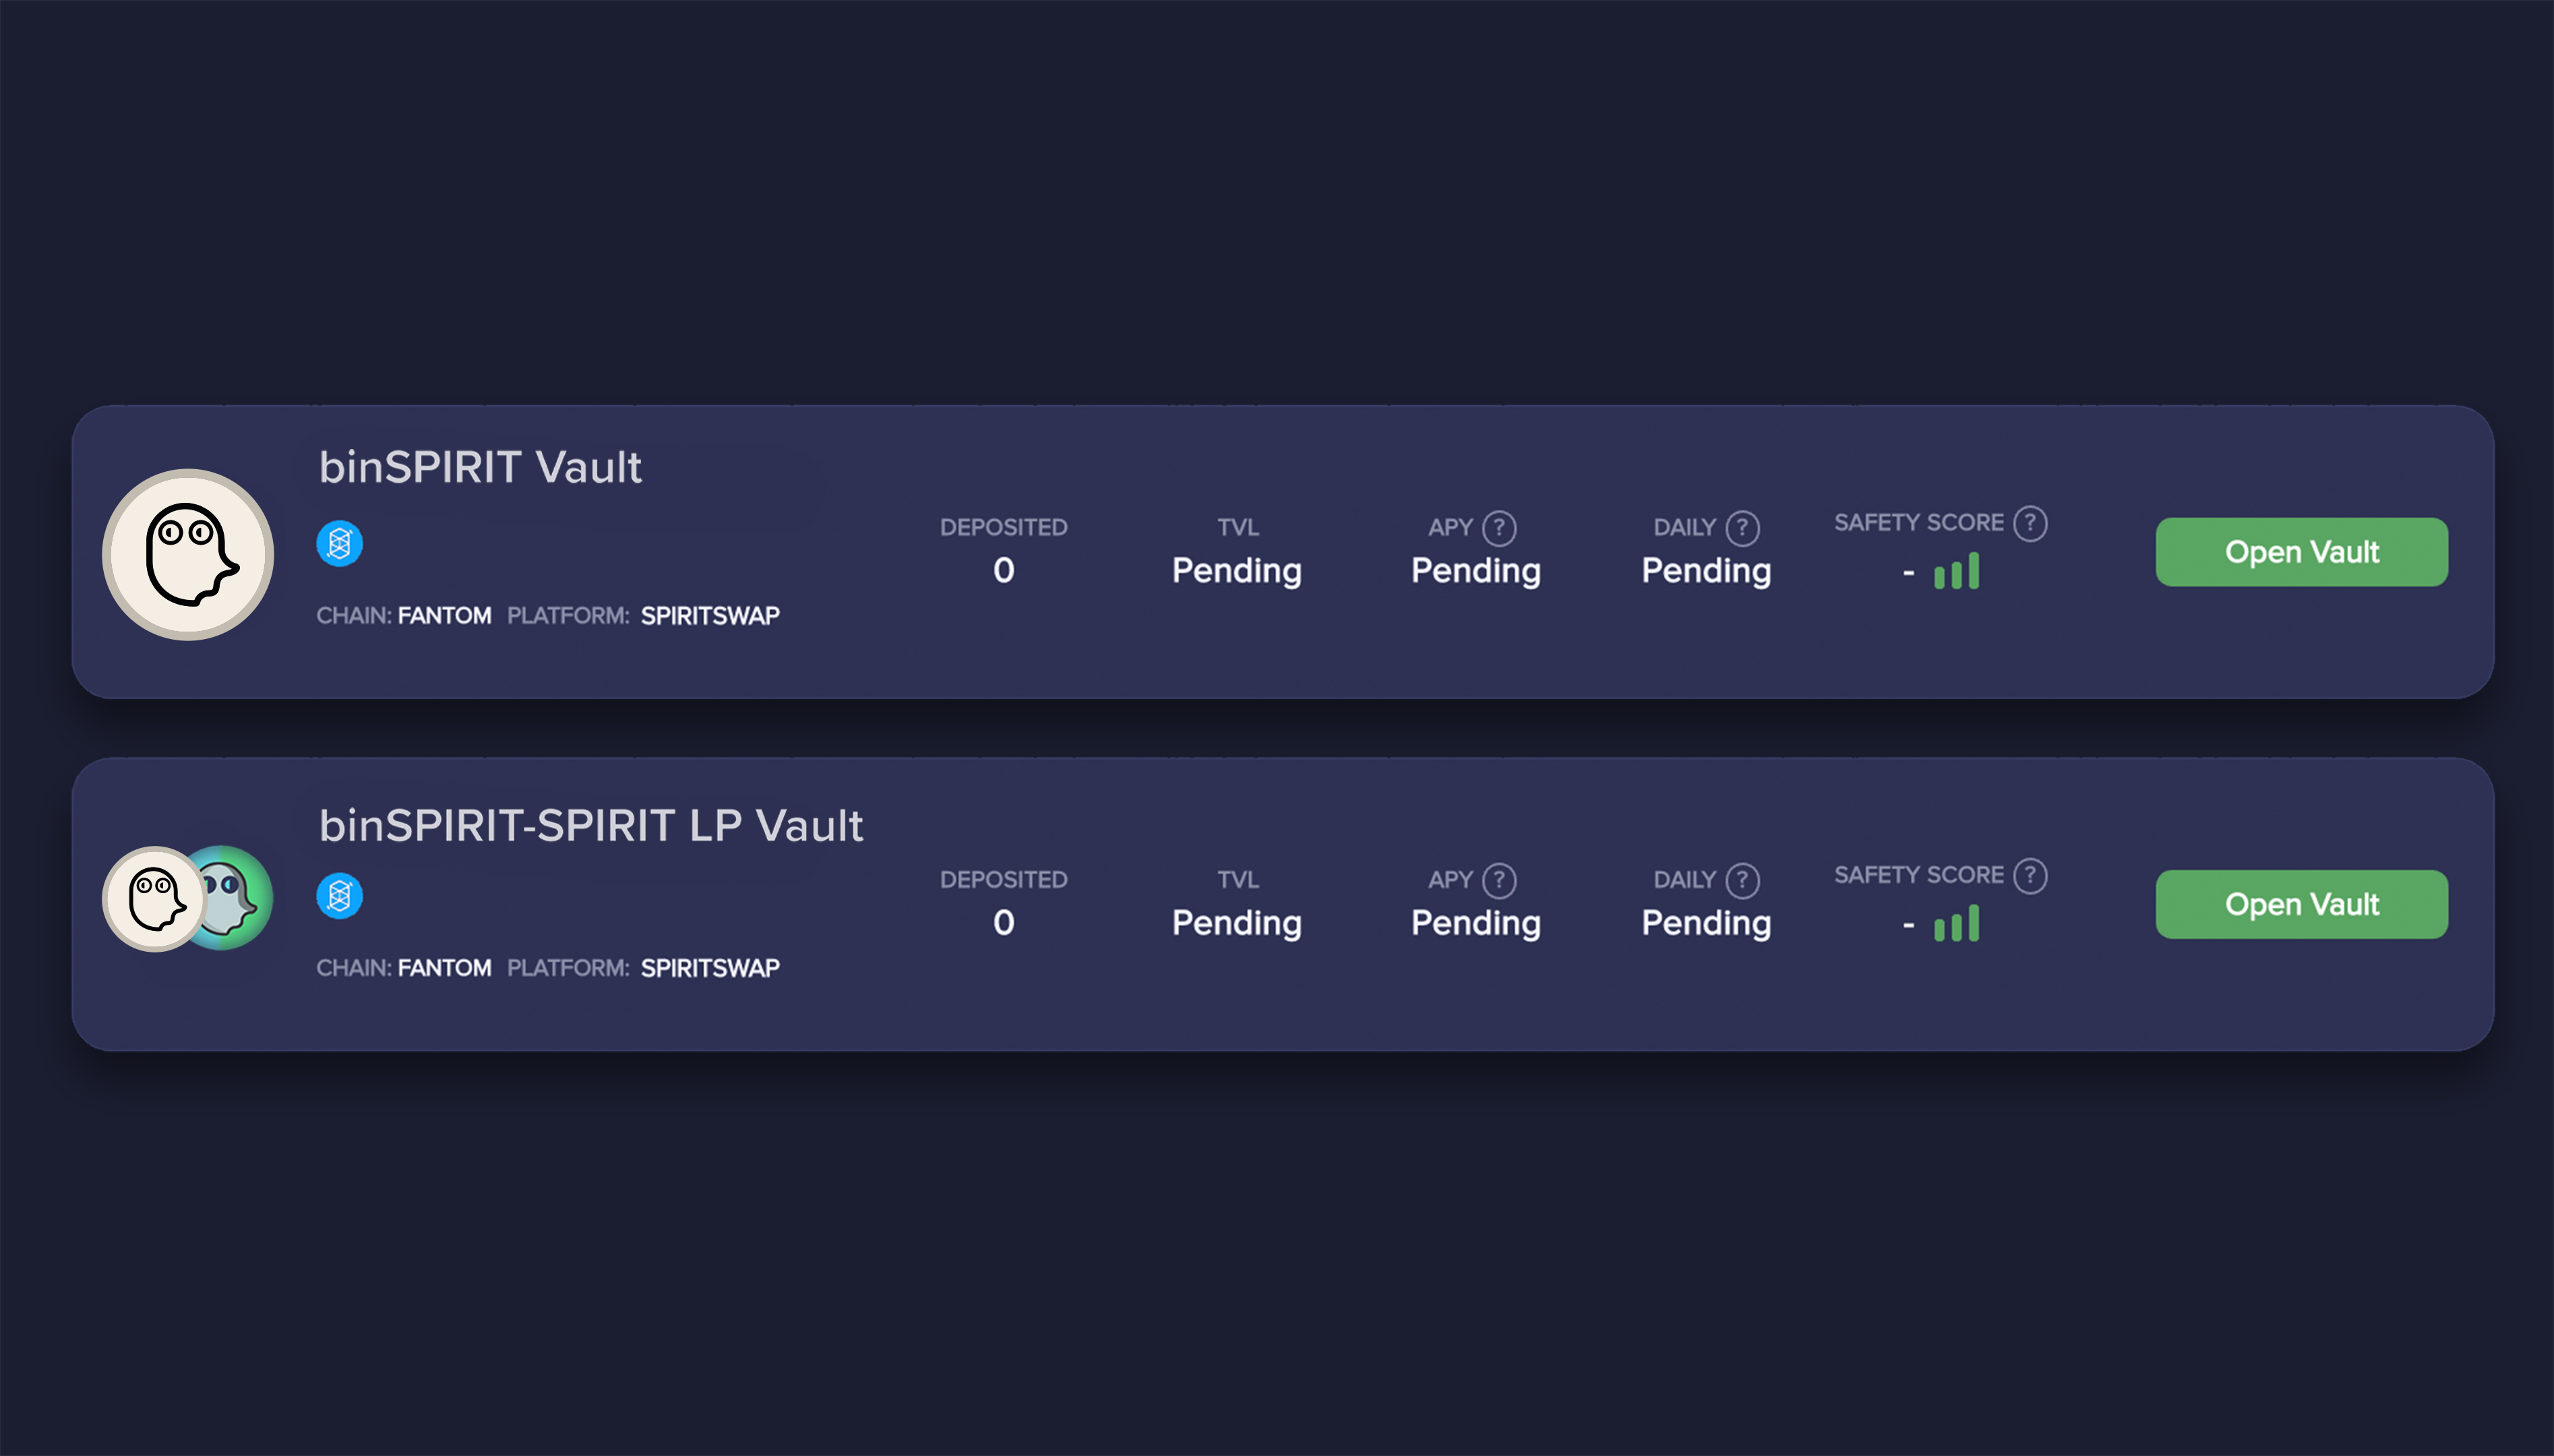 binSPIRIT Vault
CHAIN: FANTOM PLATFORM: SPIRITSWAP
DEPOSITED
0
TVL
Pending
APY ?
Pending
DAILY ?
Pending
SAFETY SCORE ?
-
Open Vault
binSPIRIT-SPIRIT LP Vault
CHAIN: FANTOM PLATFORM: SPIRITSWAP
DEPOSITED
0
TVL
Pending
APY ?
Pending
DAILY ?
Pending
SAFETY SCORE ?
-
Open Vault